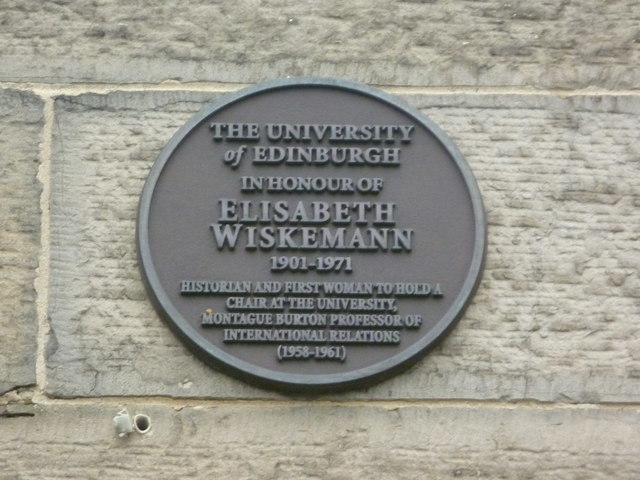 THE UNIVERSITY
of EDINBURGH
IN HONOUR OF
ELISABETH
WISKEMANN
1901-1971
HISTORIAN AND FIRST WOMAN TO HOLD A
CHAIR AT THE UNIVERSITY,
MONTAGUE BURTON PROFESSOR OF
INTERNATIONAL RELATIONS
(1958-1961)